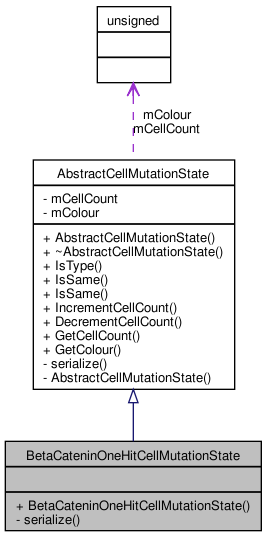 unsigned
mColour
mCellCount
AbstractCellMutationState
- mCellCount
- mColour
+ AbstractCellMutationState()
+ ~AbstractCellMutationState()
+ IsType()
+ IsSame()
+ IsSame()
+ IncrementCellCount()
+ DecrementCellCount()
+ GetCellCount()
+ GetColour()
- serialize()
- AbstractCellMutationState()
BetaCateninOneHitCellMutationState
+ BetaCateninOneHitCellMutationState()
- serialize()